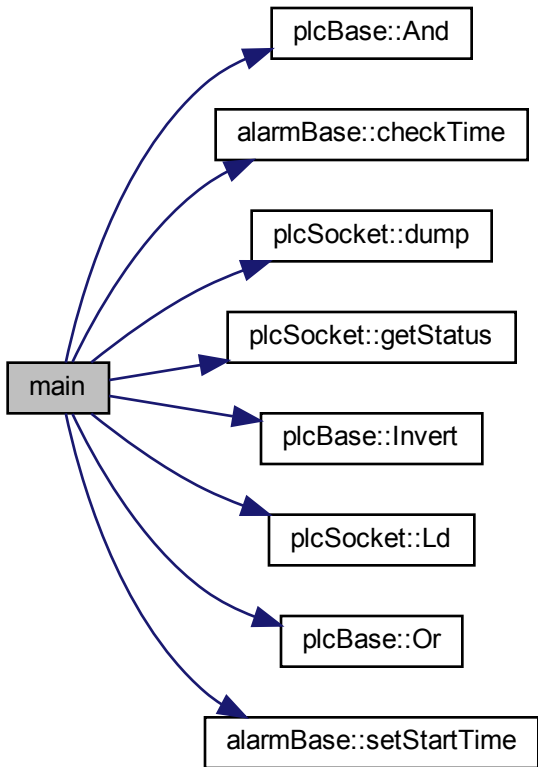 plcBase::And
alarmBase::checkTime
plcSocket::dump
plcSocket::getStatus
main
plcBase::Invert
plcSocket::Ld
plcBase::Or
alarmBase::setStartTime